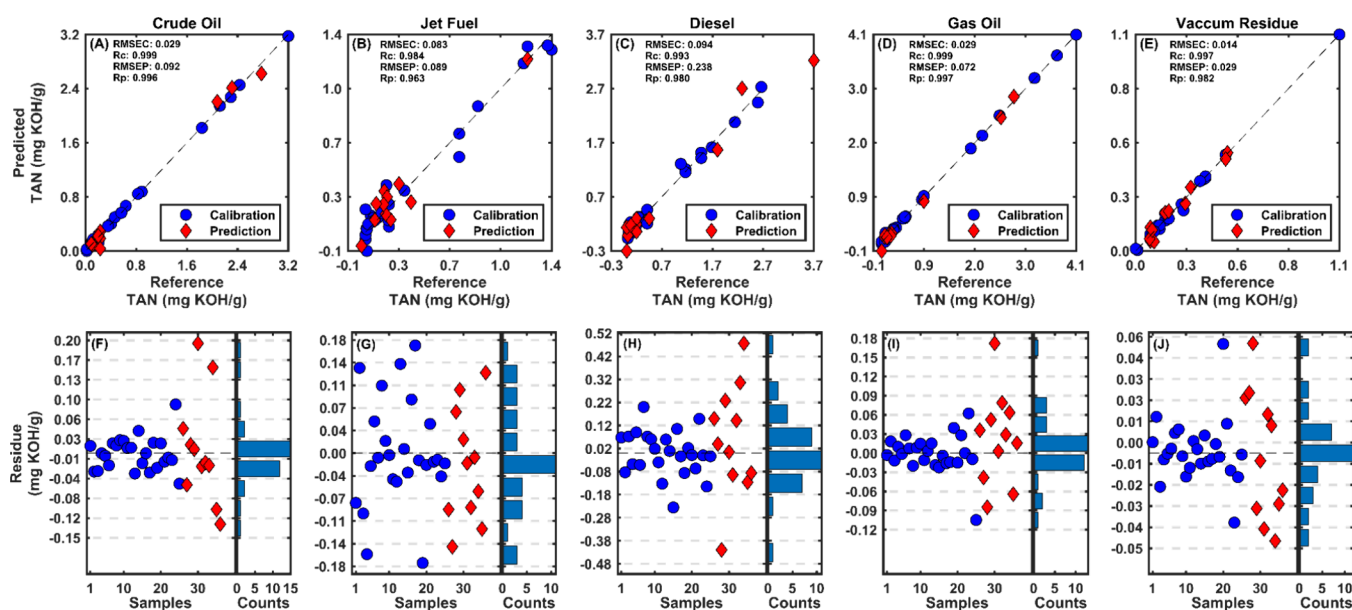 Crude Oil
Jet Fuel
Diesel
Gas Oil
Vaccum Residue
Predicted
TAN (mg KOH/g)
(A)
RMSEC: 0.029
Rc: 0.999
RMSEP: 0.092
Rp: 0.996
3.2
2.4
1.6
0.8
0.0
Calibration
Prediction
0.0 0.8 1.6 2.4 3.2
Reference
TAN (mg KOH/g)
(B)
RMSEC: 0.083
Rc: 0.984
RMSEP: 0.089
Rp: 0.963
1.4
1.0
0.7
0.3
-0.1
Calibration
Prediction
-0.1 0.3 0.7 1.0 1.4
Reference
TAN (mg KOH/g)
(C)
RMSEC: 0.094
Rc: 0.993
RMSEP: 0.238
Rp: 0.980
3.7
2.7
1.7
0.7
-0.3
Calibration
Prediction
-0.3 0.7 1.7 2.7 3.7
Reference
TAN (mg KOH/g)
(D)
RMSEC: 0.029
Rc: 0.999
RMSEP: 0.072
Rp: 0.997
4.1
3.0
2.0
0.9
-0.1
Calibration
Prediction
-0.1 0.9 2.0 3.0 4.1
Reference
TAN (mg KOH/g)
(E)
RMSEC: 0.014
Rc: 0.997
RMSEP: 0.029
Rp: 0.982
1.1
0.8
0.5
0.3
0.0
Calibration
Prediction
0.0 0.3 0.5 0.8 1.1
Reference
TAN (mg KOH/g)
Residue
(mg KOH/g)
(F)
0.20
0.17
0.13
0.10
0.06
0.03
-0.01
-0.04
-0.08
-0.12
-0.15
1 10 20 30
Samples
0 5 10 15
Counts
(G)
0.18
0.14
0.11
0.07
0.04
0.00
-0.04
-0.07
-0.11
-0.14
-0.18
1 10 20 30
Samples
0 5 10
Counts
(H)
0.52
0.42
0.32
0.22
0.12
0.02
-0.08
-0.18
-0.28
-0.38
-0.48
1 10 20 30
Samples
0 5 10
Counts
(I)
0.18
0.15
0.12
0.09
0.06
0.03
0.00
-0.03
-0.06
-0.09
-0.12
1 10 20 30
Samples
0 5 10
Counts
(J)
0.06
0.05
0.03
0.03
0.01
0.00
-0.01
-0.02
-0.03
-0.04
-0.05
1 10 20 30
Samples
0 2 4 6 8 10
Counts